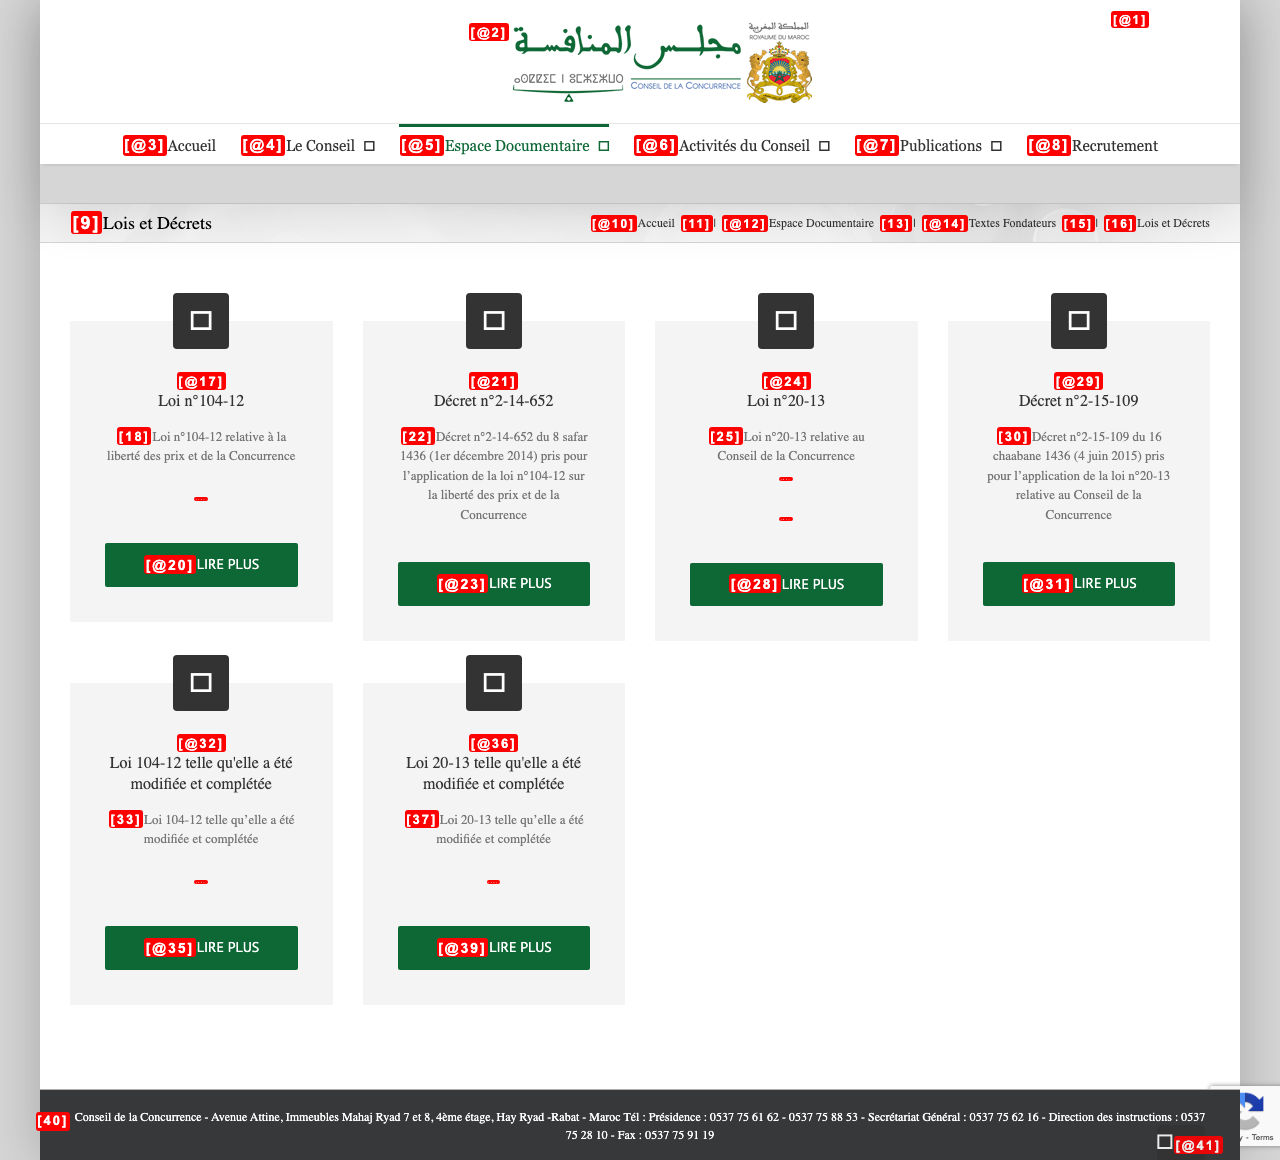 [@1]
[@2]
المملكة المغربية
ROYAUME DU MAROC
مجلس المنافسة
CONSEIL DE LA CONCURRENCE
[@3] Accueil [@4] Le Conseil [@5] Espace Documentaire [@6] Activités du Conseil [@7] Publications [@8] Recrutement
[9] Lois et Décrets
[@10] Accueil [11] | [@12] Espace Documentaire [13] | [@14] Textes Fondateurs [15] | [16] Lois et Décrets
[@17]
Loi n°104-12
[18] Loi n°104-12 relative à la
liberté des prix et de la Concurrence
[@20] LIRE PLUS
[@21]
Décret n°2-14-652
[22] Décret n°2-14-652 du 8 safar
1436 (1er décembre 2014) pris pour
l’application de la loi n°104-12 sur
la liberté des prix et de la
Concurrence
[@23] LIRE PLUS
[@24]
Loi n°20-13
[25] Loi n°20-13 relative au
Conseil de la Concurrence
[@28] LIRE PLUS
[@29]
Décret n°2-15-109
[30] Décret n°2-15-109 du 16
chaabane 1436 (4 juin 2015) pris
pour l’application de la loi n°20-13
relative au Conseil de la
Concurrence
[@31] LIRE PLUS
[@32]
Loi 104-12 telle qu'elle a été
modifiée et complétée
[33] Loi 104-12 telle qu’elle a été
modifiée et complétée
[@35] LIRE PLUS
[@36]
Loi 20-13 telle qu'elle a été
modifiée et complétée
[37] Loi 20-13 telle qu’elle a été
modifiée et complétée
[@39] LIRE PLUS
[40] Conseil de la Concurrence - Avenue Attine, Immeubles Mahaj Ryad 7 et 8, 4ème étage, Hay Ryad -Rabat - Maroc Tél : Présidence : 0537 75 61 62 - 0537 75 88 53 - Secrétariat Général : 0537 75 62 16 - Direction des instructions : 0537
75 28 10 - Fax : 0537 75 91 19
[@41]
- Terms